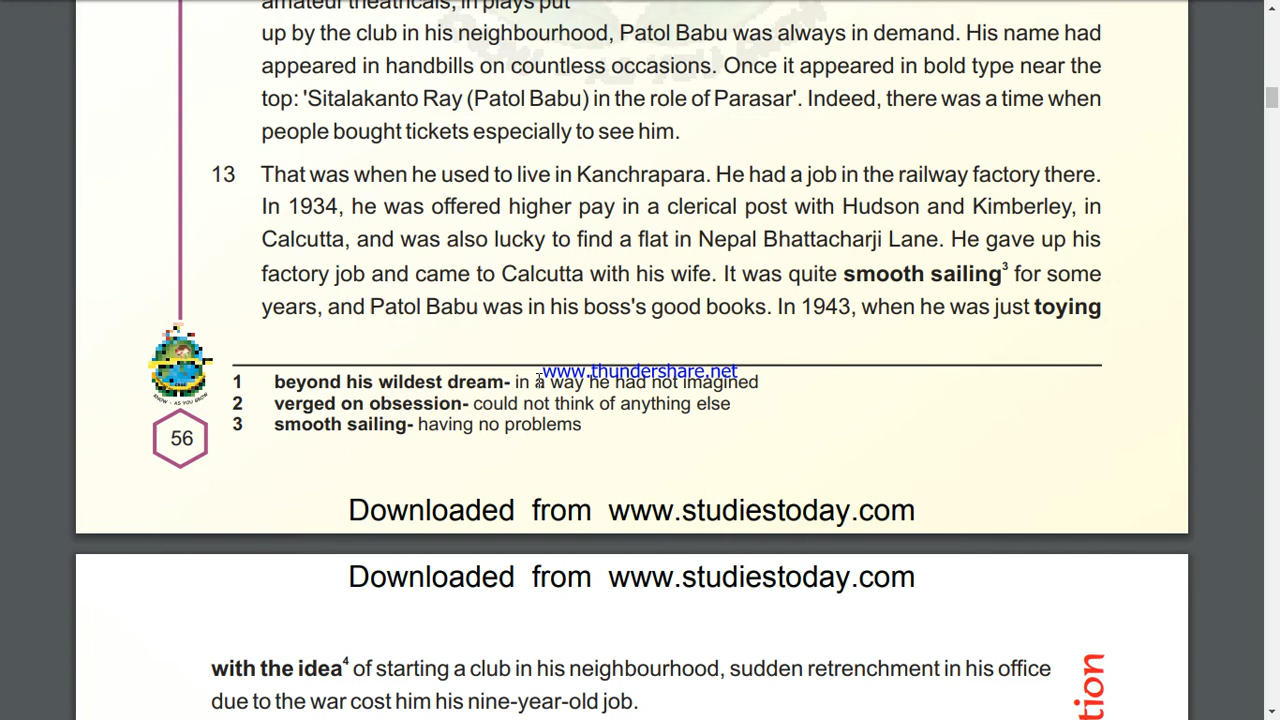 amateur theatricals, in plays put
up by the club in his neighbourhood, Patol Babu was always in demand. His name had
appeared in handbills on countless occasions. Once it appeared in bold type near the
top: 'Sitalakanto Ray (Patol Babu) in the role of Parasar'. Indeed, there was a time when
people bought tickets especially to see him.
13 That was when he used to live in Kanchrapara. He had a job in the railway factory there.
In 1934, he was offered higher pay in a clerical post with Hudson and Kimberley, in
Calcutta, and was also lucky to find a flat in Nepal Bhattacharji Lane. He gave up his
factory job and came to Calcutta with his wife. It was quite smooth sailing3 for some
years, and Patol Babu was in his boss's good books. In 1943, when he was just toying
www.thundershare.net
1 beyond his wildest dream- in a way he had not imagined
2 verged on obsession- could not think of anything else
3 smooth sailing- having no problems
56
Downloaded from www.studiestoday.com
Downloaded from www.studiestoday.com
with the idea4 of starting a club in his neighbourhood, sudden retrenchment in his office
due to the war cost him his nine-year-old job.
tion